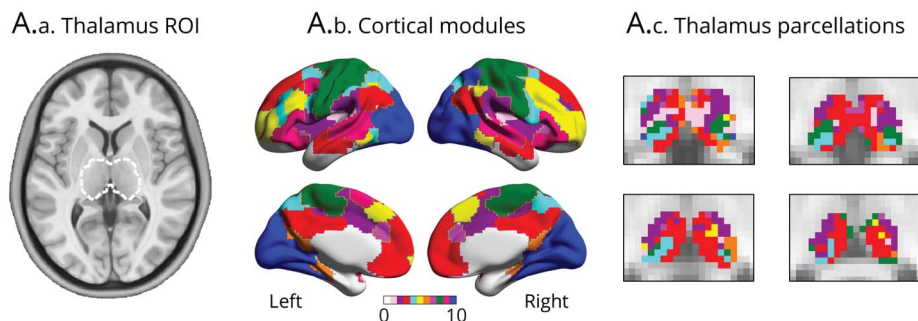 A.a. Thalamus ROI
A.b. Cortical modules
A.c. Thalamus parcellations
Left
Right
0
10